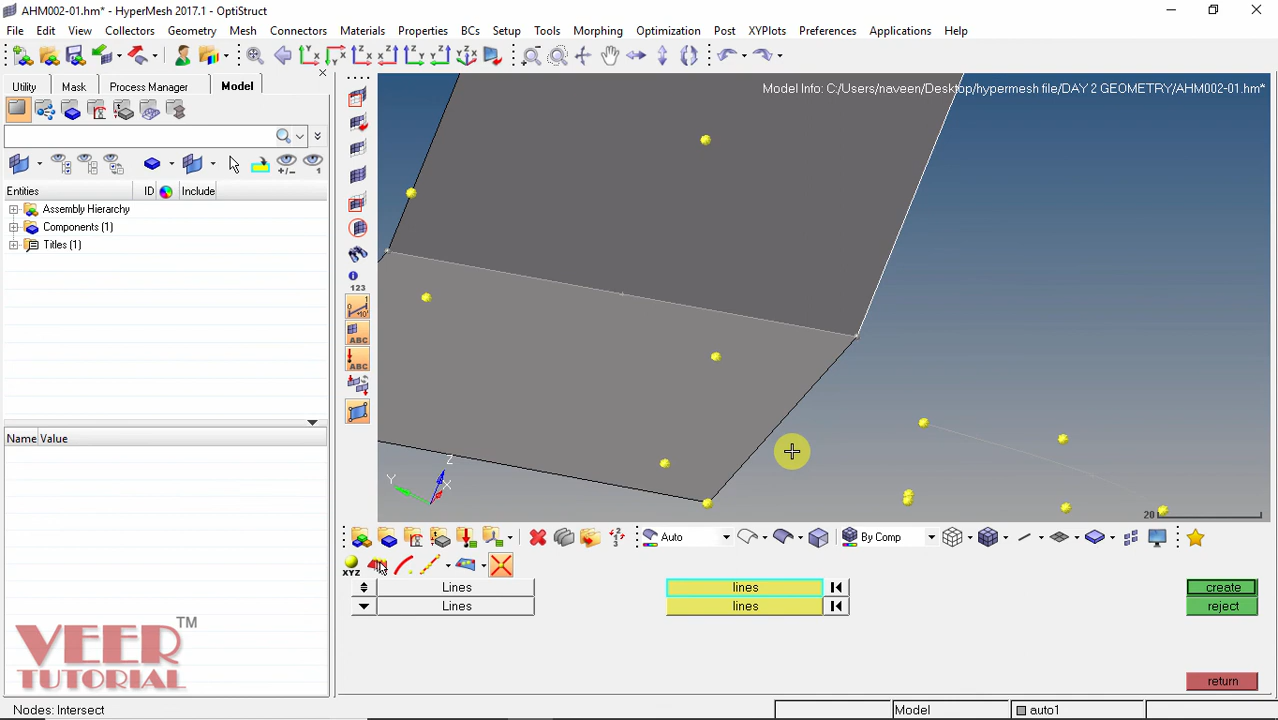 AHM002-01.hm* - HyperMesh 2017.1 - OptiStruct
File Edit View Collectors Geometry Mesh Connectors Materials Properties BCs Setup Tools Morphing Optimization Post XYPlots Preferences Applications Help
Utility Mask Process Manager Model
Model Info: C:/Users/naveen/Desktop/hypermesh file/DAY 2 GEOMETRY/AHM002-01.hm*
Entities ID Include
Assembly Hierarchy
Components (1)
Titles (1)
123
ABC
ABC
Name Value
Z
Y
X
20
Auto
By Comp
XYZ
Lines lines create
Lines lines reject
return
VEER TM
TUTORIAL
Nodes: Intersect
Model
auto1